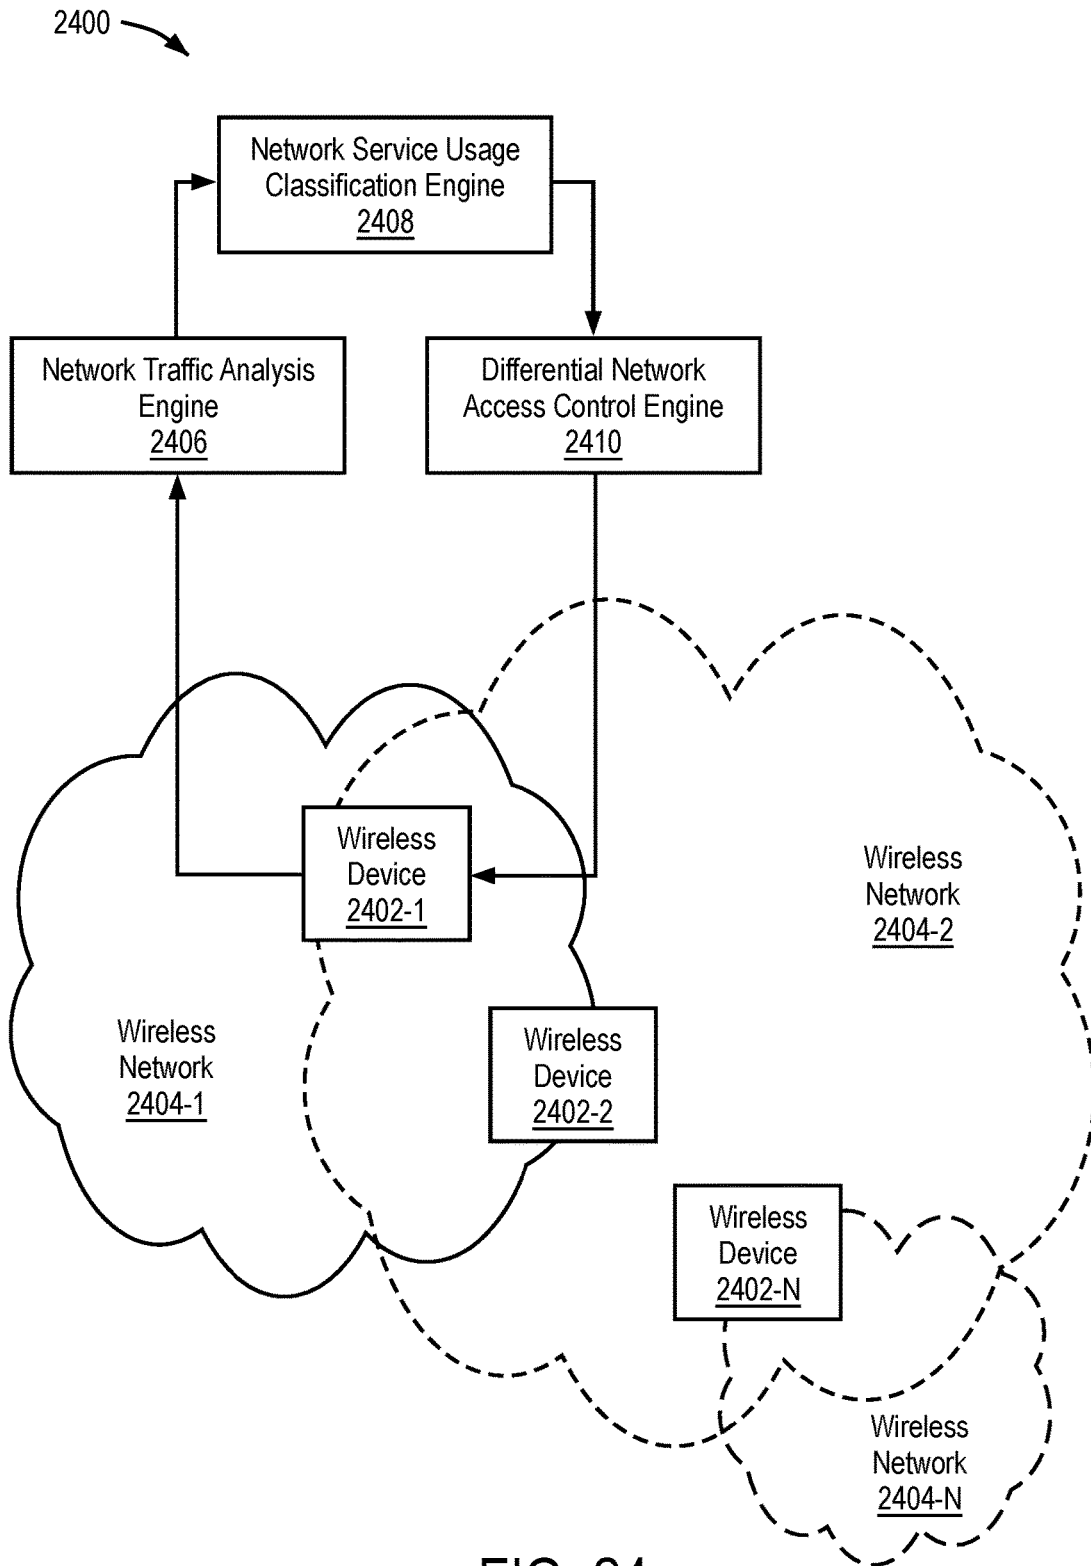 2400
Network Service Usage
Classification Engine
2408
Network Traffic Analysis
Engine
2406
Differential Network
Access Control Engine
2410
Wireless
Device
2402-1
Wireless
Network
2404-2
Wireless
Network
2404-1
Wireless
Device
2402-2
Wireless
Device
2402-N
Wireless
Network
2404-N